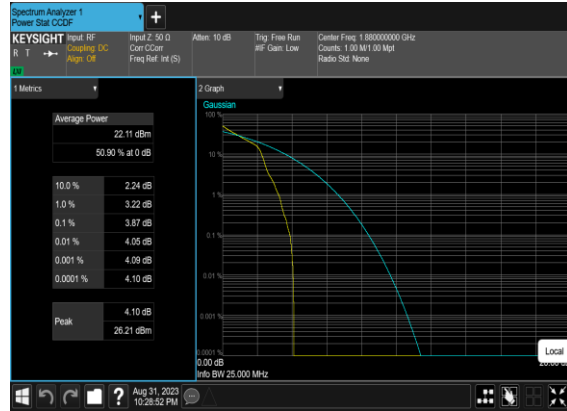 Spectrum Analyzer 1
Power Stat CCDF
KEYSIGHT
R T
LXI
Input: RF
Coupling: DC
Align: Off
Input Z: 50 Ω
Corr CCorr
Freq Ref: Int (S)
Atten: 10 dB
Trig: Free Run
#IF Gain: Low
Center Freq: 1.880000000 GHz
Counts: 1.00 M/1.00 Mpt
Radio Std: None
1 Metrics
Average Power
22.11 dBm
50.90 % at 0 dB
10.0 % 2.24 dB
1.0 % 3.22 dB
0.1 % 3.87 dB
0.01 % 4.05 dB
0.001 % 4.09 dB
0.0001 % 4.10 dB
Peak 4.10 dB
26.21 dBm
2 Graph
Gaussian
100 %
10 %
1 %
0.1 %
0.01 %
0.001 %
0.0001 %
0.00 dB
Info BW 25.000 MHz
Local
?
Aug 31, 2023
10:28:52 PM